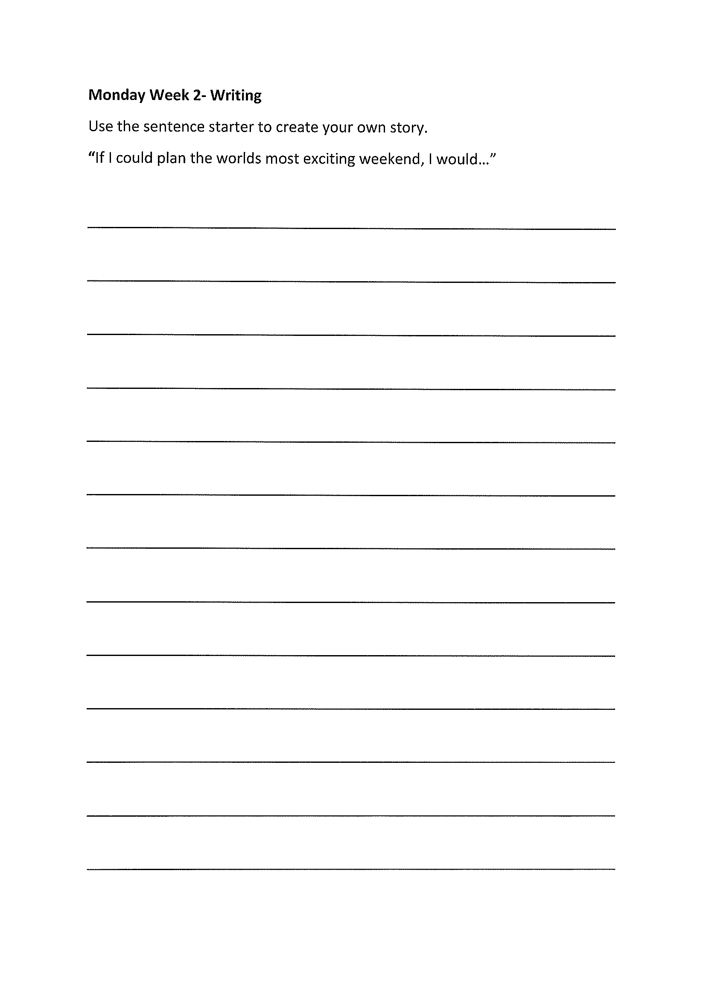 Monday Week 2- Writing
Use the sentence starter to create your own story.
“If I could plan the worlds most exciting weekend, I would...”